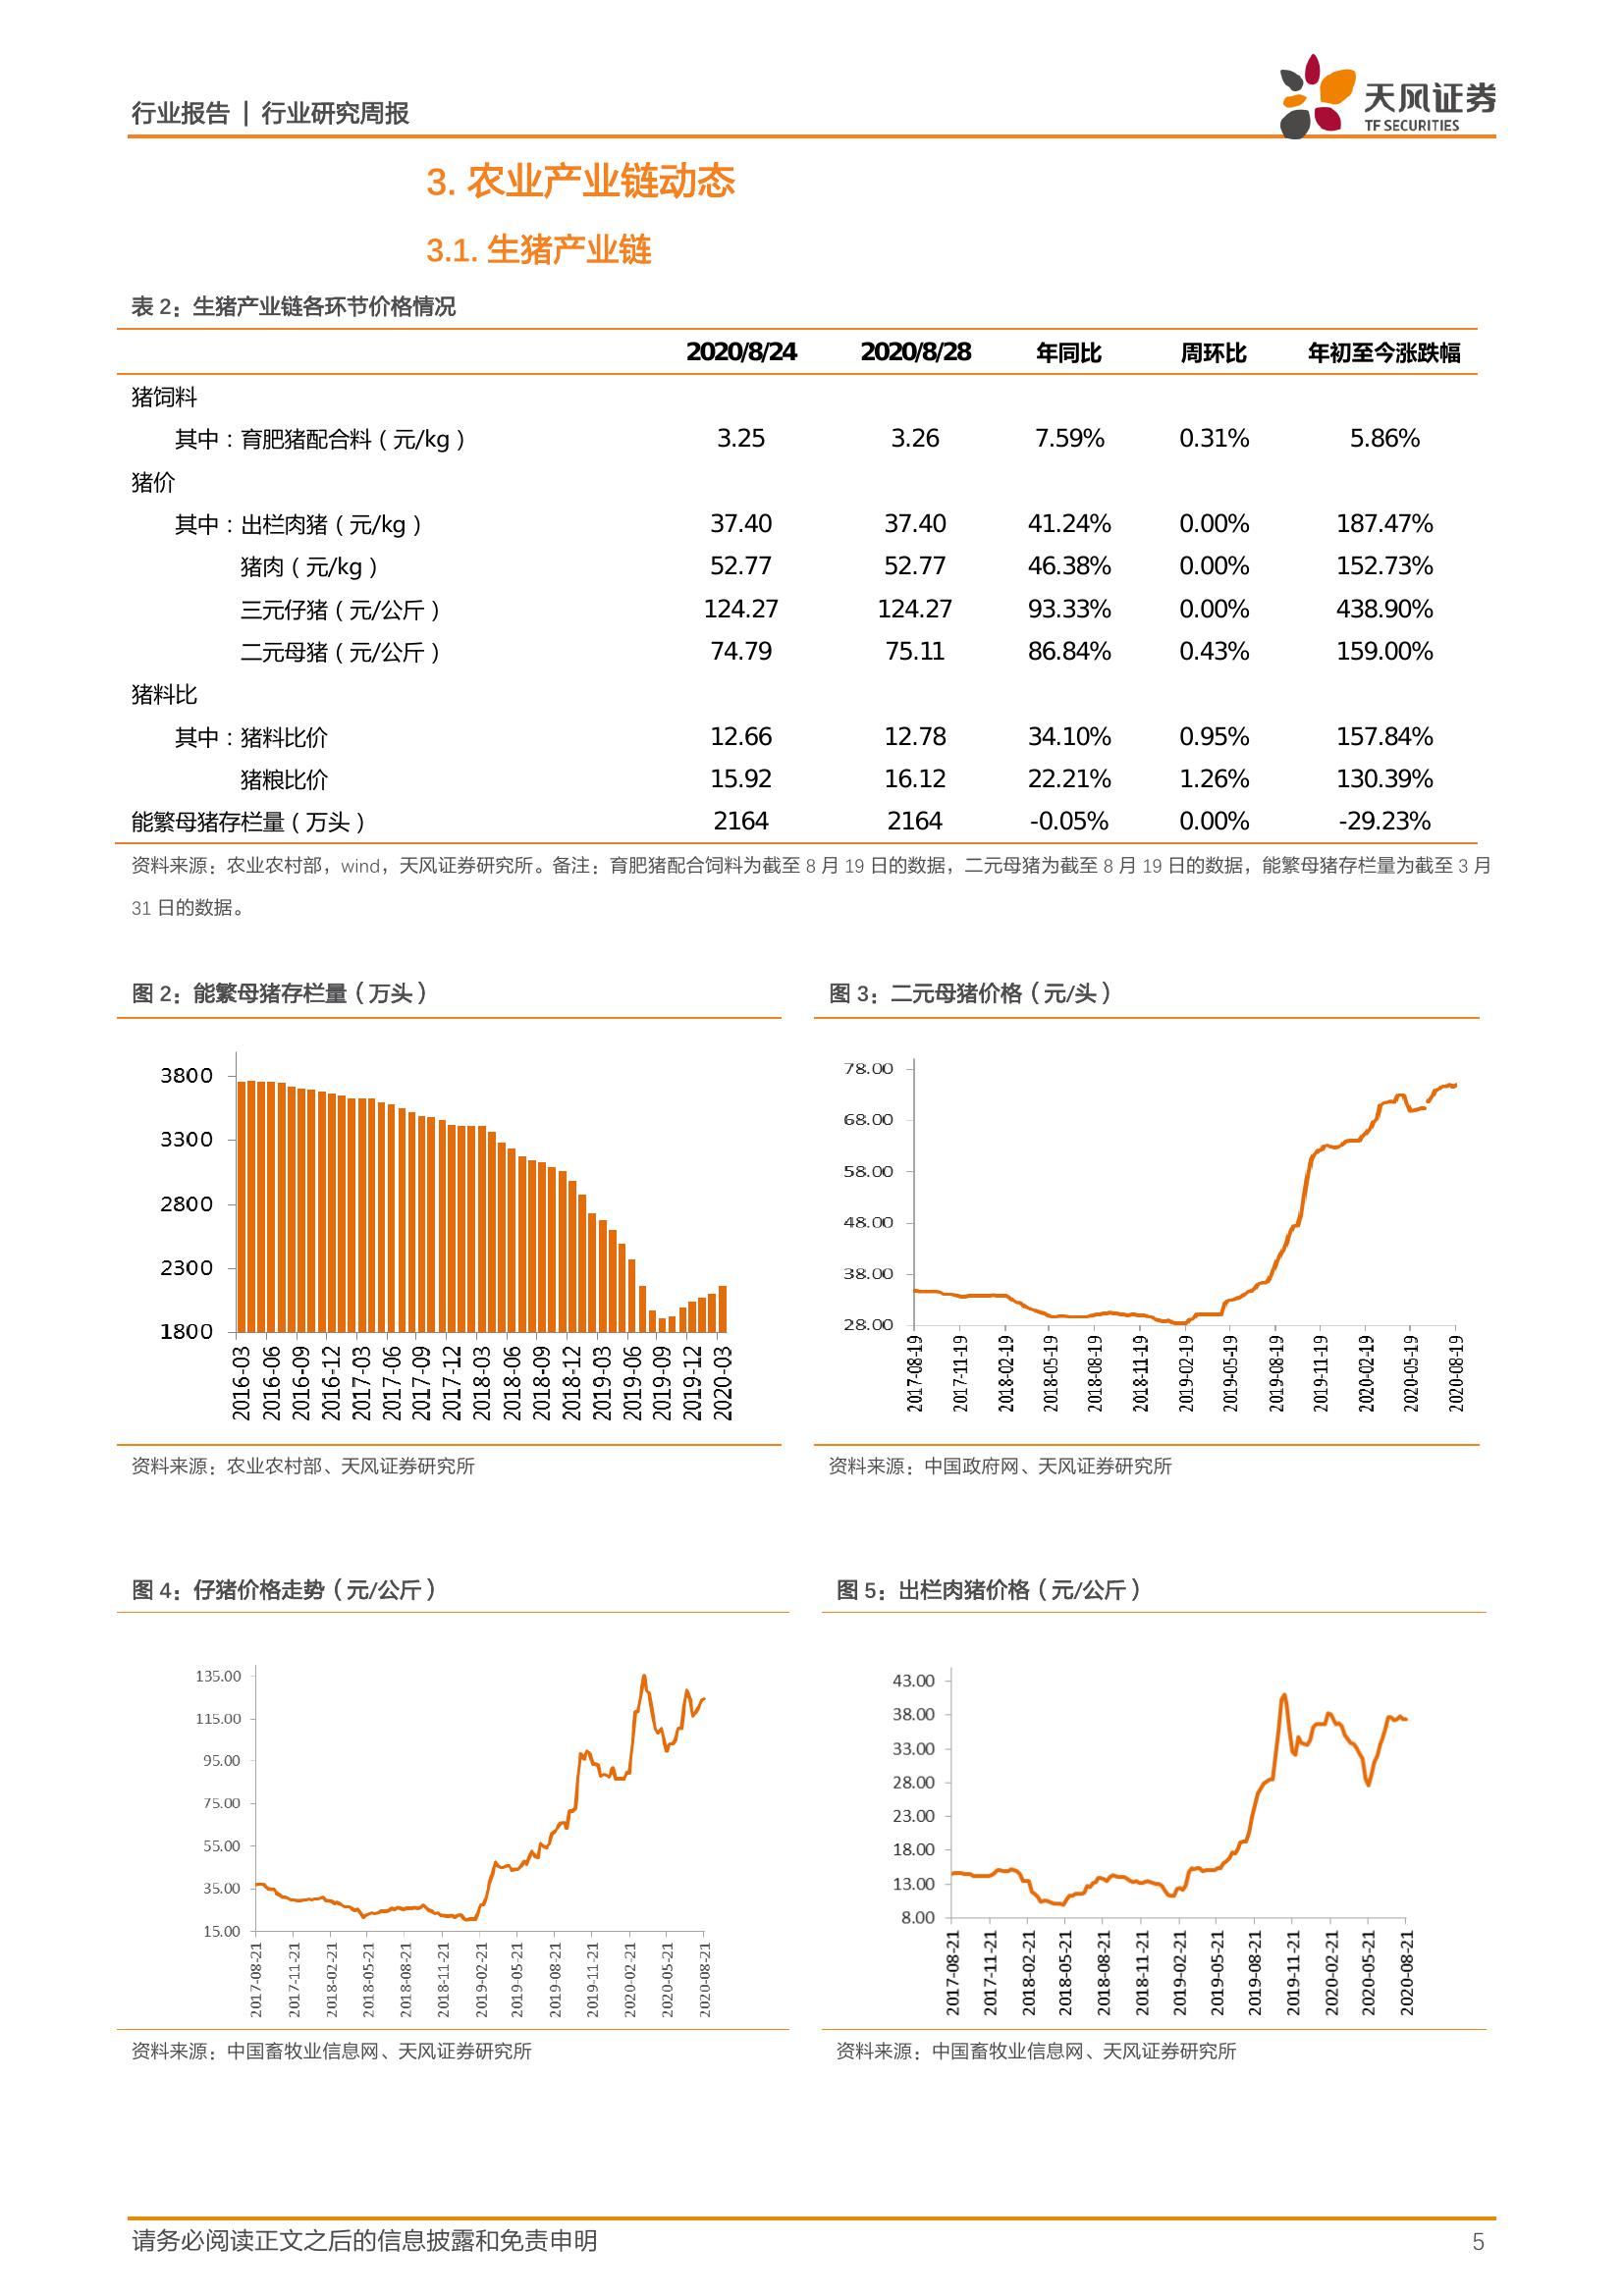 行业报告 | 行业研究周报
天风证券
TF SECURITIES
3. 农业产业链动态
3.1. 生猪产业链
表 2：生猪产业链各环节价格情况
2020/8/24 2020/8/28 年同比 周环比 年初至今涨跌幅
猪饲料
其中：育肥猪配合料（元/kg） 3.25 3.26 7.59% 0.31% 5.86%
猪价
其中：出栏肉猪（元/kg） 37.40 37.40 41.24% 0.00% 187.47%
猪肉（元/kg） 52.77 52.77 46.38% 0.00% 152.73%
三元仔猪（元/公斤） 124.27 124.27 93.33% 0.00% 438.90%
二元母猪（元/公斤） 74.79 75.11 86.84% 0.43% 159.00%
猪料比
其中：猪料比价 12.66 12.78 34.10% 0.95% 157.84%
猪粮比价 15.92 16.12 22.21% 1.26% 130.39%
能繁母猪存栏量（万头） 2164 2164 -0.05% 0.00% -29.23%
资料来源：农业农村部，wind，天风证券研究所。备注：育肥猪配合饲料为截至 8 月 19 日的数据，二元母猪为截至 8 月 19 日的数据，能繁母猪存栏量为截至 3 月
31 日的数据。
图 2：能繁母猪存栏量（万头）
3800
3300
2800
2300
1800
2016-03 2016-06 2016-09 2016-12 2017-03 2017-06 2017-09 2017-12 2018-03 2018-06 2018-09 2018-12 2019-03 2019-06 2019-09 2019-12 2020-03
资料来源：农业农村部、天风证券研究所
图 3：二元母猪价格（元/头）
78.00
68.00
58.00
48.00
38.00
28.00
2017-08-19 2017-11-19 2018-02-19 2018-05-19 2018-08-19 2018-11-19 2019-02-19 2019-05-19 2019-08-19 2019-11-19 2020-02-19 2020-05-19 2020-08-19
资料来源：中国政府网、天风证券研究所
图 4：仔猪价格走势（元/公斤）
135.00
115.00
95.00
75.00
55.00
35.00
15.00
2017-08-21 2017-11-21 2018-02-21 2018-05-21 2018-08-21 2018-11-21 2019-02-21 2019-05-21 2019-08-21 2019-11-21 2020-02-21 2020-05-21 2020-08-21
资料来源：中国畜牧业信息网、天风证券研究所
图 5：出栏肉猪价格（元/公斤）
43.00
38.00
33.00
28.00
23.00
18.00
13.00
8.00
2017-08-21 2017-11-21 2018-02-21 2018-05-21 2018-08-21 2018-11-21 2019-02-21 2019-05-21 2019-08-21 2019-11-21 2020-02-21 2020-05-21 2020-08-21
资料来源：中国畜牧业信息网、天风证券研究所
请务必阅读正文之后的信息披露和免责申明 5